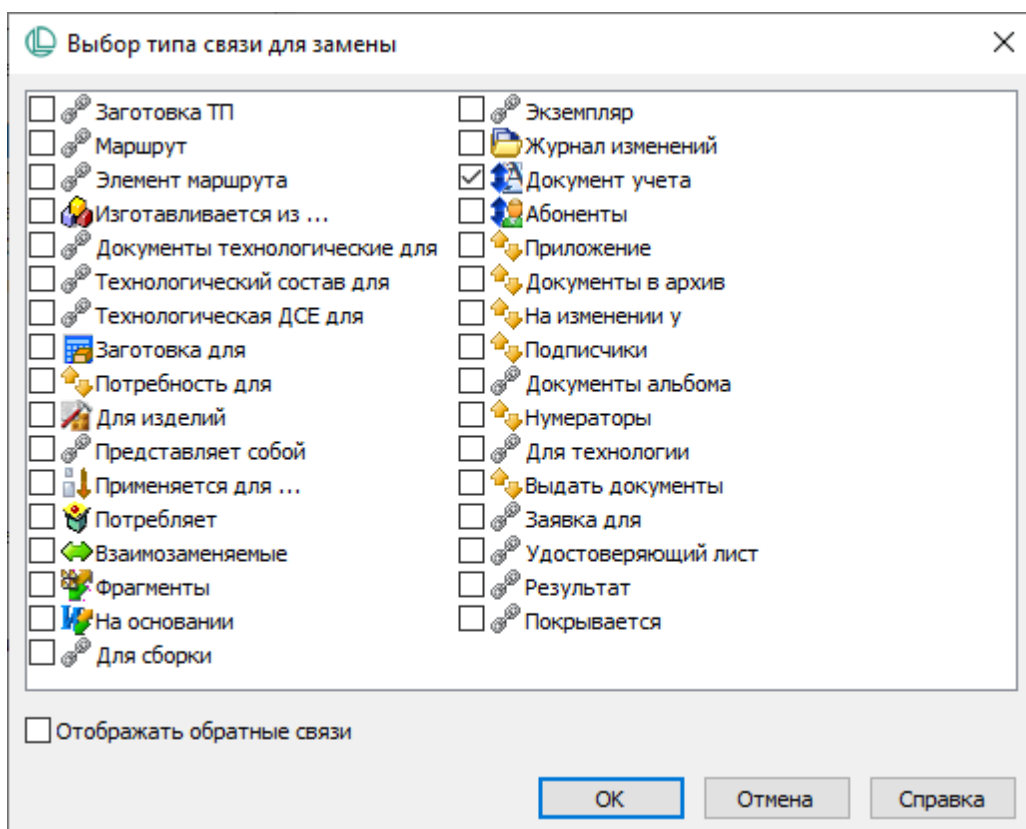 Выбор типа связи для замены
Заготовка ТП
Маршрут
Элемент маршрута
Изготавливается из ...
Документы технологические для
Технологический состав для
Технологическая ДСЕ для
Заготовка для
Потребность для
Для изделий
Представляет собой
Применяется для ...
Потребляет
Взаимозаменяемые
Фрагменты
На основании
Для сборки
Экземпляр
Журнал изменений
Документ учета
Абоненты
Приложение
Документы в архив
На изменении у
Подписчики
Документы альбома
Нумераторы
Для технологии
Выдать документы
Заявка для
Удостоверяющий лист
Результат
Покрывается
Отображать обратные связи
ОК
Отмена
Справка